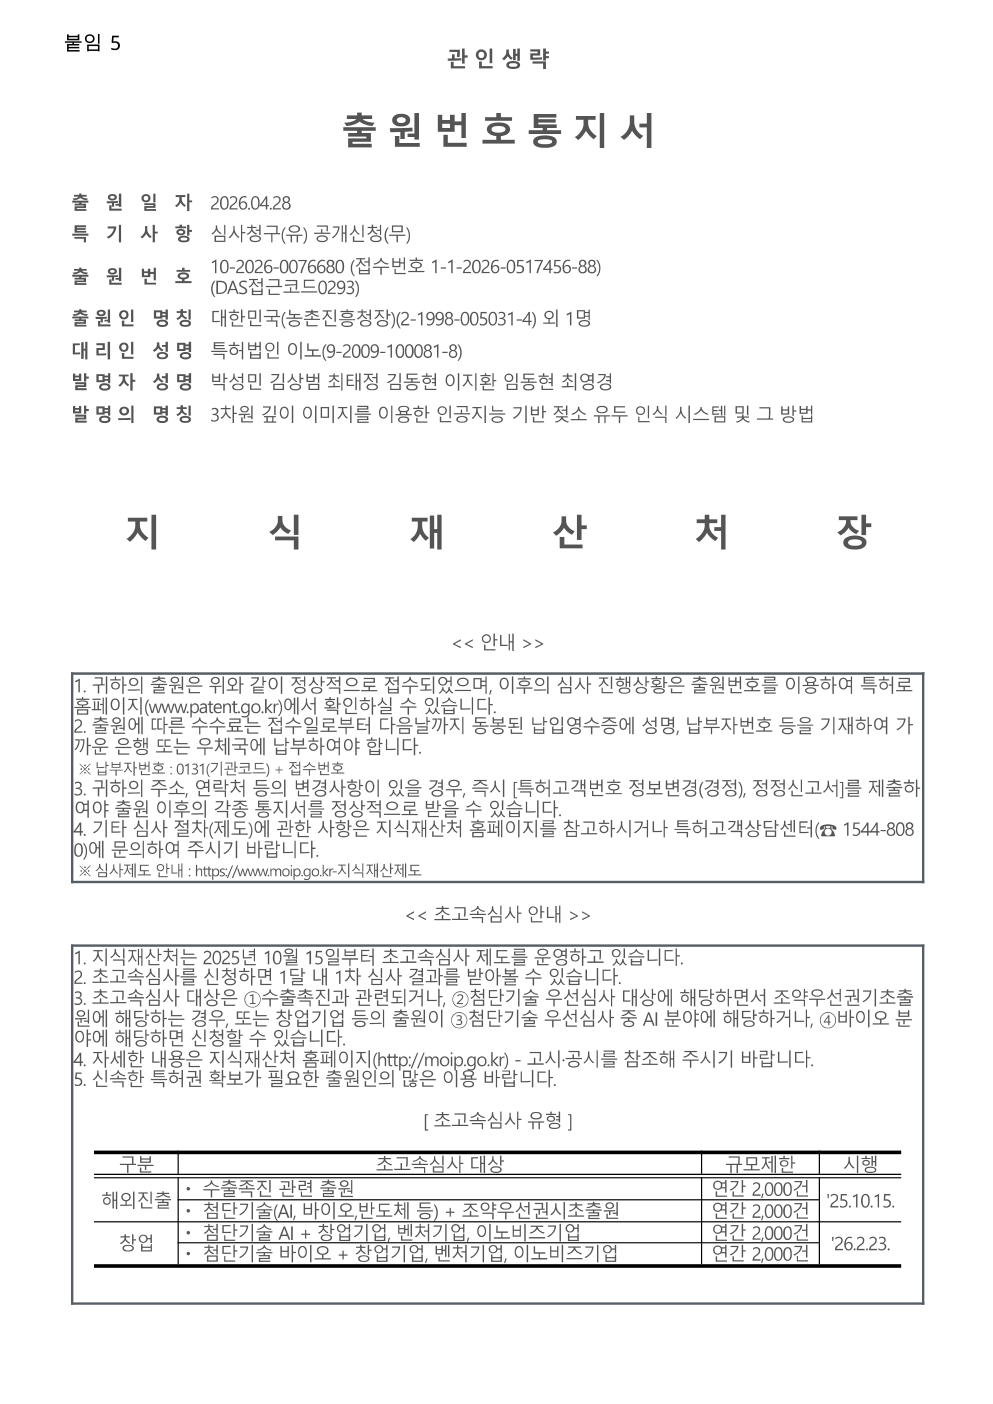 붙임 5
관 인 생 략
출 원 번 호 통 지 서
출 원 일 자 2026.04.28
특 기 사 항 심사청구(유) 공개신청(무)
출 원 번 호 10-2026-0076680 (접수번호 1-1-2026-0517456-88)
(DAS접근코드0293)
출 원 인 명 칭 대한민국(농촌진흥청장)(2-1998-005031-4) 외 1명
대 리 인 성 명 특허법인 이노(9-2009-100081-8)
발 명 자 성 명 박성민 김상범 최태정 김동현 이지환 임동현 최영경
발 명 의 명 칭 3차원 깊이 이미지를 이용한 인공지능 기반 젖소 유두 인식 시스템 및 그 방법
지 식 재 산 처 장
<< 안내 >>
1. 귀하의 출원은 위와 같이 정상적으로 접수되었으며, 이후의 심사 진행상황은 출원번호를 이용하여 특허로
홈페이지(www.patent.go.kr)에서 확인하실 수 있습니다.
2. 출원에 따른 수수료는 접수일로부터 다음날까지 동봉된 납입영수증에 성명, 납부자번호 등을 기재하여 가
까운 은행 또는 우체국에 납부하여야 합니다.
※ 납부자번호 : 0131(기관코드) + 접수번호
3. 귀하의 주소, 연락처 등의 변경사항이 있을 경우, 즉시 [특허고객번호 정보변경(경정), 정정신고서]를 제출하
여야 출원 이후의 각종 통지서를 정상적으로 받을 수 있습니다.
4. 기타 심사 절차(제도)에 관한 사항은 지식재산처 홈페이지를 참고하시거나 특허고객상담센터(☎ 1544-808
0)에 문의하여 주시기 바랍니다.
※ 심사제도 안내 : https://www.moip.go.kr-지식재산제도
<< 초고속심사 안내 >>
1. 지식재산처는 2025년 10월 15일부터 초고속심사 제도를 운영하고 있습니다.
2. 초고속심사를 신청하면 1달 내 1차 심사 결과를 받아볼 수 있습니다.
3. 초고속심사 대상은 ①수출촉진과 관련되거나, ②첨단기술 우선심사 대상에 해당하면서 조약우선권기초출
원에 해당하는 경우, 또는 창업기업 등의 출원이 ③첨단기술 우선심사 중 AI 분야에 해당하거나, ④바이오 분
야에 해당하면 신청할 수 있습니다.
4. 자세한 내용은 지식재산처 홈페이지(http://moip.go.kr) - 고시·공시를 참조해 주시기 바랍니다.
5. 신속한 특허권 확보가 필요한 출원인의 많은 이용 바랍니다.
[ 초고속심사 유형 ]
구분 초고속심사 대상 규모제한 시행
해외진출 • 수출촉진 관련 출원 연간 2,000건 '25.10.15.
• 첨단기술(AI, 바이오,반도체 등) + 조약우선권시초출원 연간 2,000건
창업 • 첨단기술 AI + 창업기업, 벤처기업, 이노비즈기업 연간 2,000건 '26.2.23.
• 첨단기술 바이오 + 창업기업, 벤처기업, 이노비즈기업 연간 2,000건